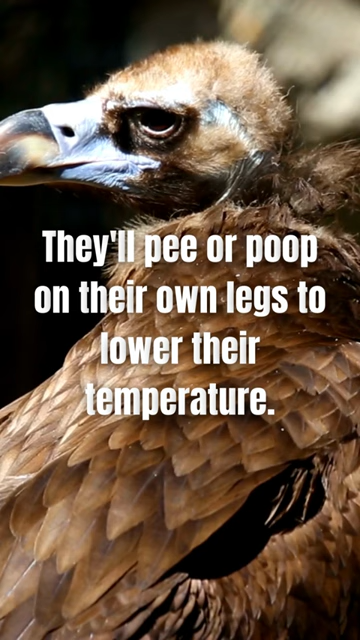 They'll pee or poop
on their own legs to
lower their
temperature.